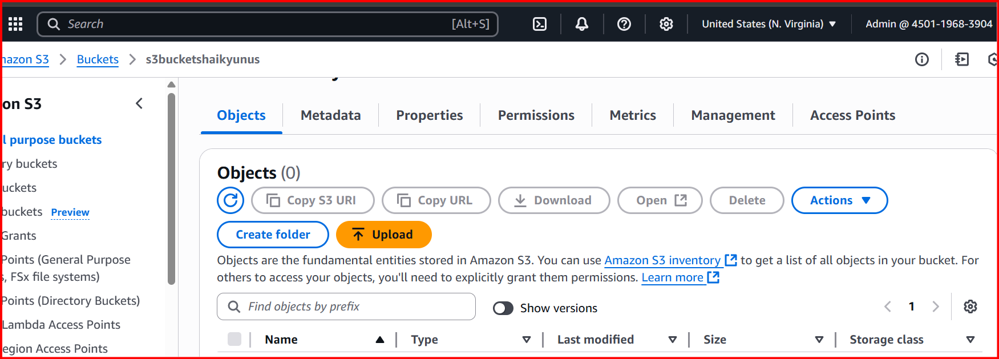 Search [Alt+S] United States (N. Virginia) Admin @ 4501-1968-3904
mazon S3 > Buckets > s3bucketshaikyunus
on S3
l purpose buckets
ry buckets
uckets
buckets Preview
Grants
Points (General Purpose
s, FSx file systems)
Points (Directory Buckets)
Lambda Access Points
egion Access Points
Objects Metadata Properties Permissions Metrics Management Access Points
Objects (0)
Copy S3 URI Copy URL Download Open Delete Actions
Create folder Upload
Objects are the fundamental entities stored in Amazon S3. You can use Amazon S3 inventory to get a list of all objects in your bucket. For
others to access your objects, you'll need to explicitly grant them permissions. Learn more
Find objects by prefix Show versions 1
Name Type Last modified Size Storage class